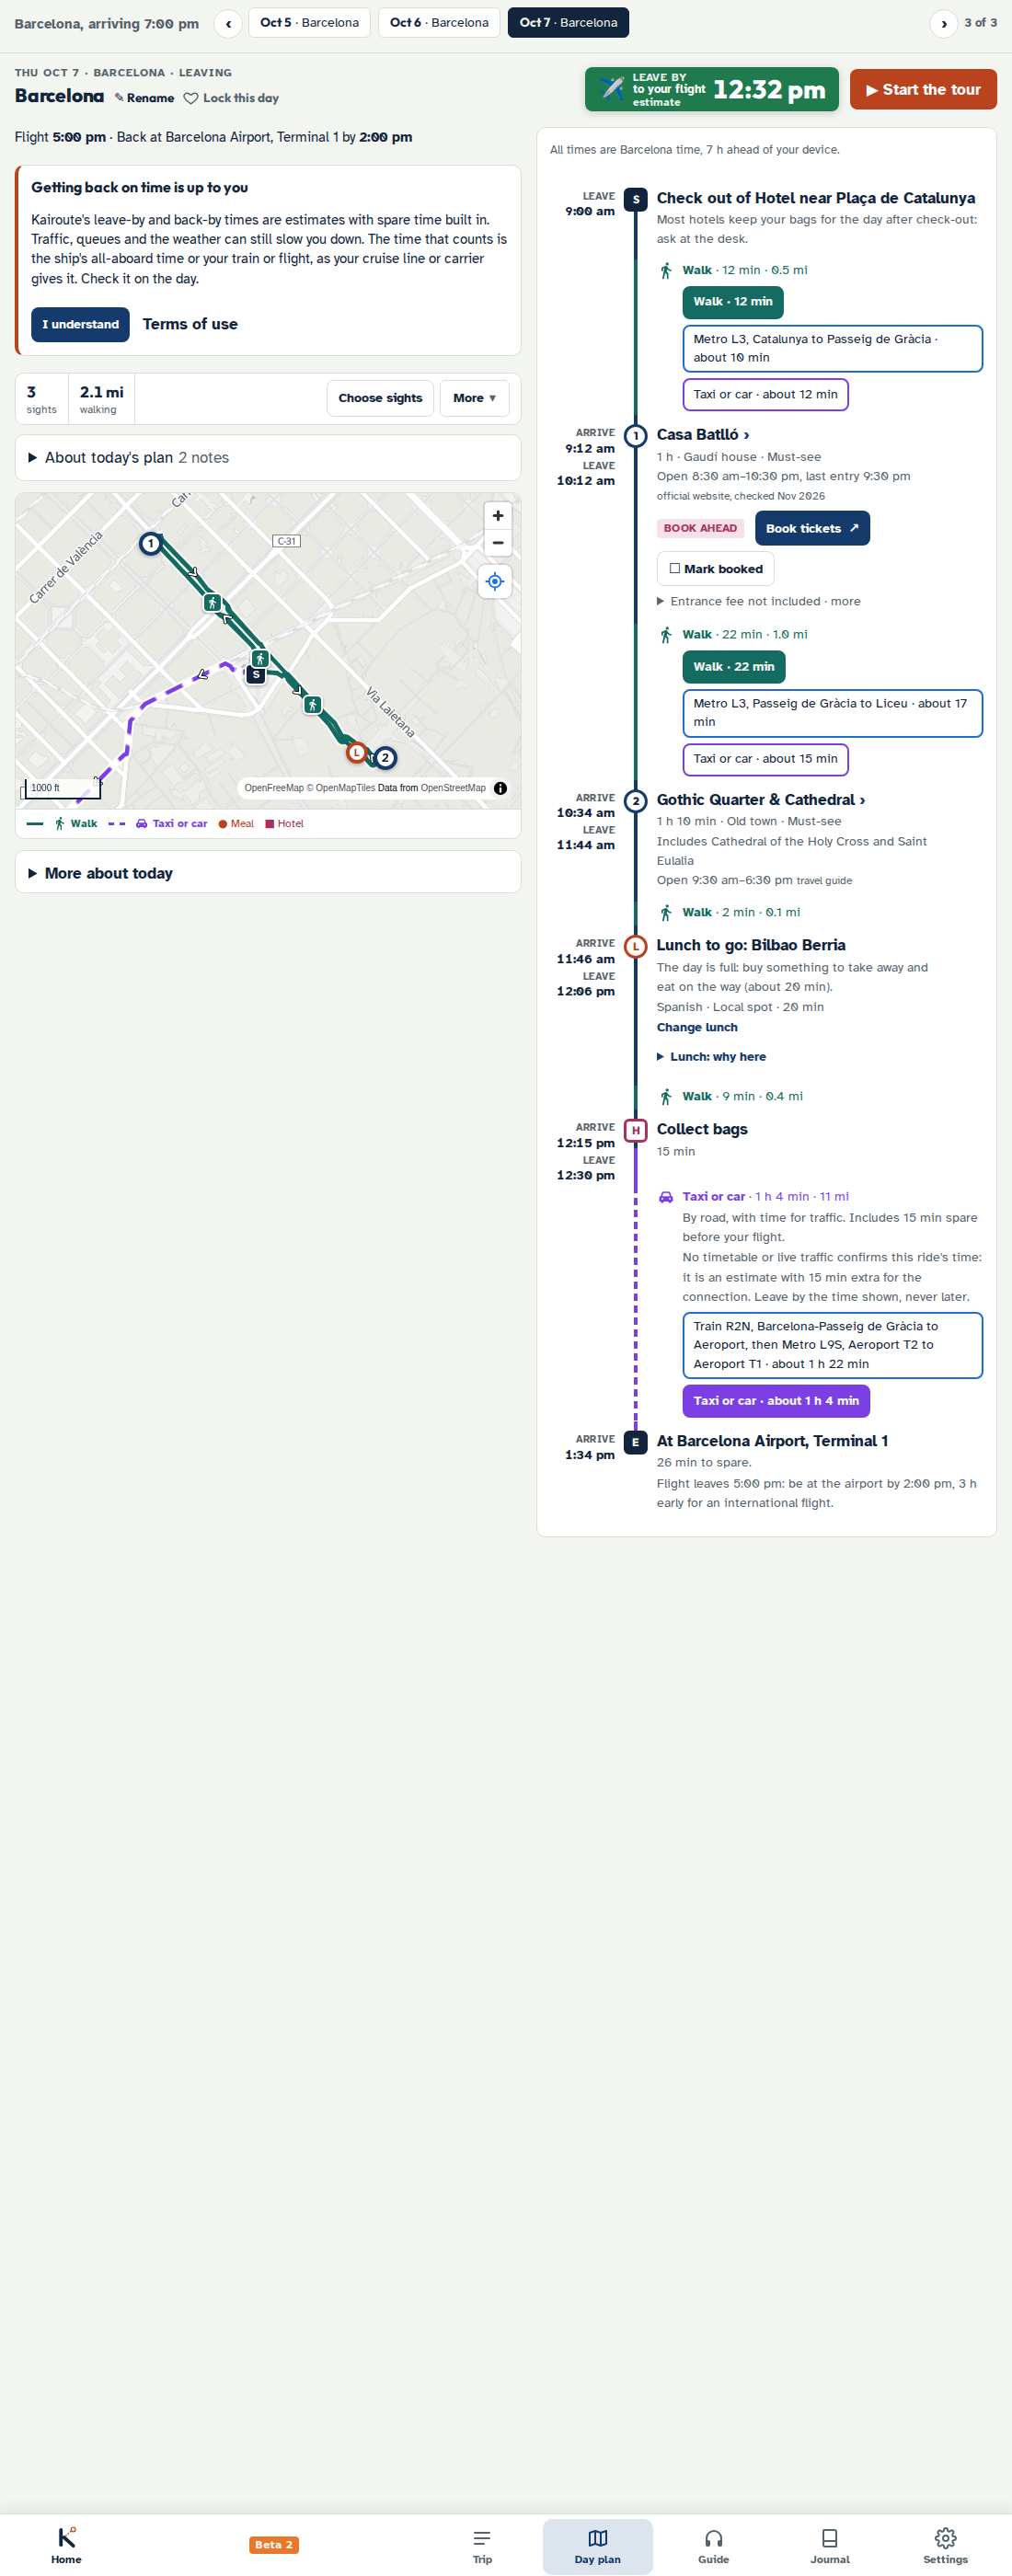 Barcelona, arriving 7:00 pm
‹
Oct 5 · Barcelona
Oct 6 · Barcelona
Oct 7 · Barcelona
›
3 of 3
THU OCT 7 · BARCELONA · LEAVING
Barcelona
✎ Rename
Lock this day
LEAVE BY
to your flight
estimate
12:32 pm
▶ Start the tour
Flight 5:00 pm · Back at Barcelona Airport, Terminal 1 by 2:00 pm
Getting back on time is up to you
Kairoute's leave-by and back-by times are estimates with spare time built in.
Traffic, queues and the weather can still slow you down. The time that counts is
the ship's all-aboard time or your train or flight, as your cruise line or carrier
gives it. Check it on the day.
I understand
Terms of use
3
sights
2.1 mi
walking
Choose sights
More ▼
▶ About today's plan 2 notes
Carrer de València
Car
C-31
Via Laietana
1
S
L
2
+
−
1000 ft
OpenFreeMap © OpenMapTiles Data from OpenStreetMap
Walk
Taxi or car
Meal
Hotel
▶ More about today
All times are Barcelona time, 7 h ahead of your device.
LEAVE
9:00 am
S
Check out of Hotel near Plaça de Catalunya
Most hotels keep your bags for the day after check-out:
ask at the desk.
Walk · 12 min · 0.5 mi
Walk · 12 min
Metro L3, Catalunya to Passeig de Gràcia ·
about 10 min
Taxi or car · about 12 min
ARRIVE
9:12 am
LEAVE
10:12 am
1
Casa Batlló ›
1 h · Gaudí house · Must-see
Open 8:30 am–10:30 pm, last entry 9:30 pm
official website, checked Nov 2026
BOOK AHEAD
Book tickets ↗
☐ Mark booked
▶ Entrance fee not included · more
Walk · 22 min · 1.0 mi
Walk · 22 min
Metro L3, Passeig de Gràcia to Liceu · about 17
min
Taxi or car · about 15 min
ARRIVE
10:34 am
LEAVE
11:44 am
2
Gothic Quarter & Cathedral ›
1 h 10 min · Old town · Must-see
Includes Cathedral of the Holy Cross and Saint
Eulalia
Open 9:30 am–6:30 pm travel guide
Walk · 2 min · 0.1 mi
ARRIVE
11:46 am
LEAVE
12:06 pm
L
Lunch to go: Bilbao Berria
The day is full: buy something to take away and
eat on the way (about 20 min).
Spanish · Local spot · 20 min
Change lunch
▶ Lunch: why here
Walk · 9 min · 0.4 mi
ARRIVE
12:15 pm
LEAVE
12:30 pm
H
Collect bags
15 min
Taxi or car · 1 h 4 min · 11 mi
By road, with time for traffic. Includes 15 min spare
before your flight.
No timetable or live traffic confirms this ride's time:
it is an estimate with 15 min extra for the
connection. Leave by the time shown, never later.
Train R2N, Barcelona-Passeig de Gràcia to
Aeroport, then Metro L9S, Aeroport T2 to
Aeroport T1 · about 1 h 22 min
Taxi or car · about 1 h 4 min
ARRIVE
1:34 pm
E
At Barcelona Airport, Terminal 1
26 min to spare.
Flight leaves 5:00 pm: be at the airport by 2:00 pm, 3 h
early for an international flight.
Home
Beta 2
Trip
Day plan
Guide
Journal
Settings